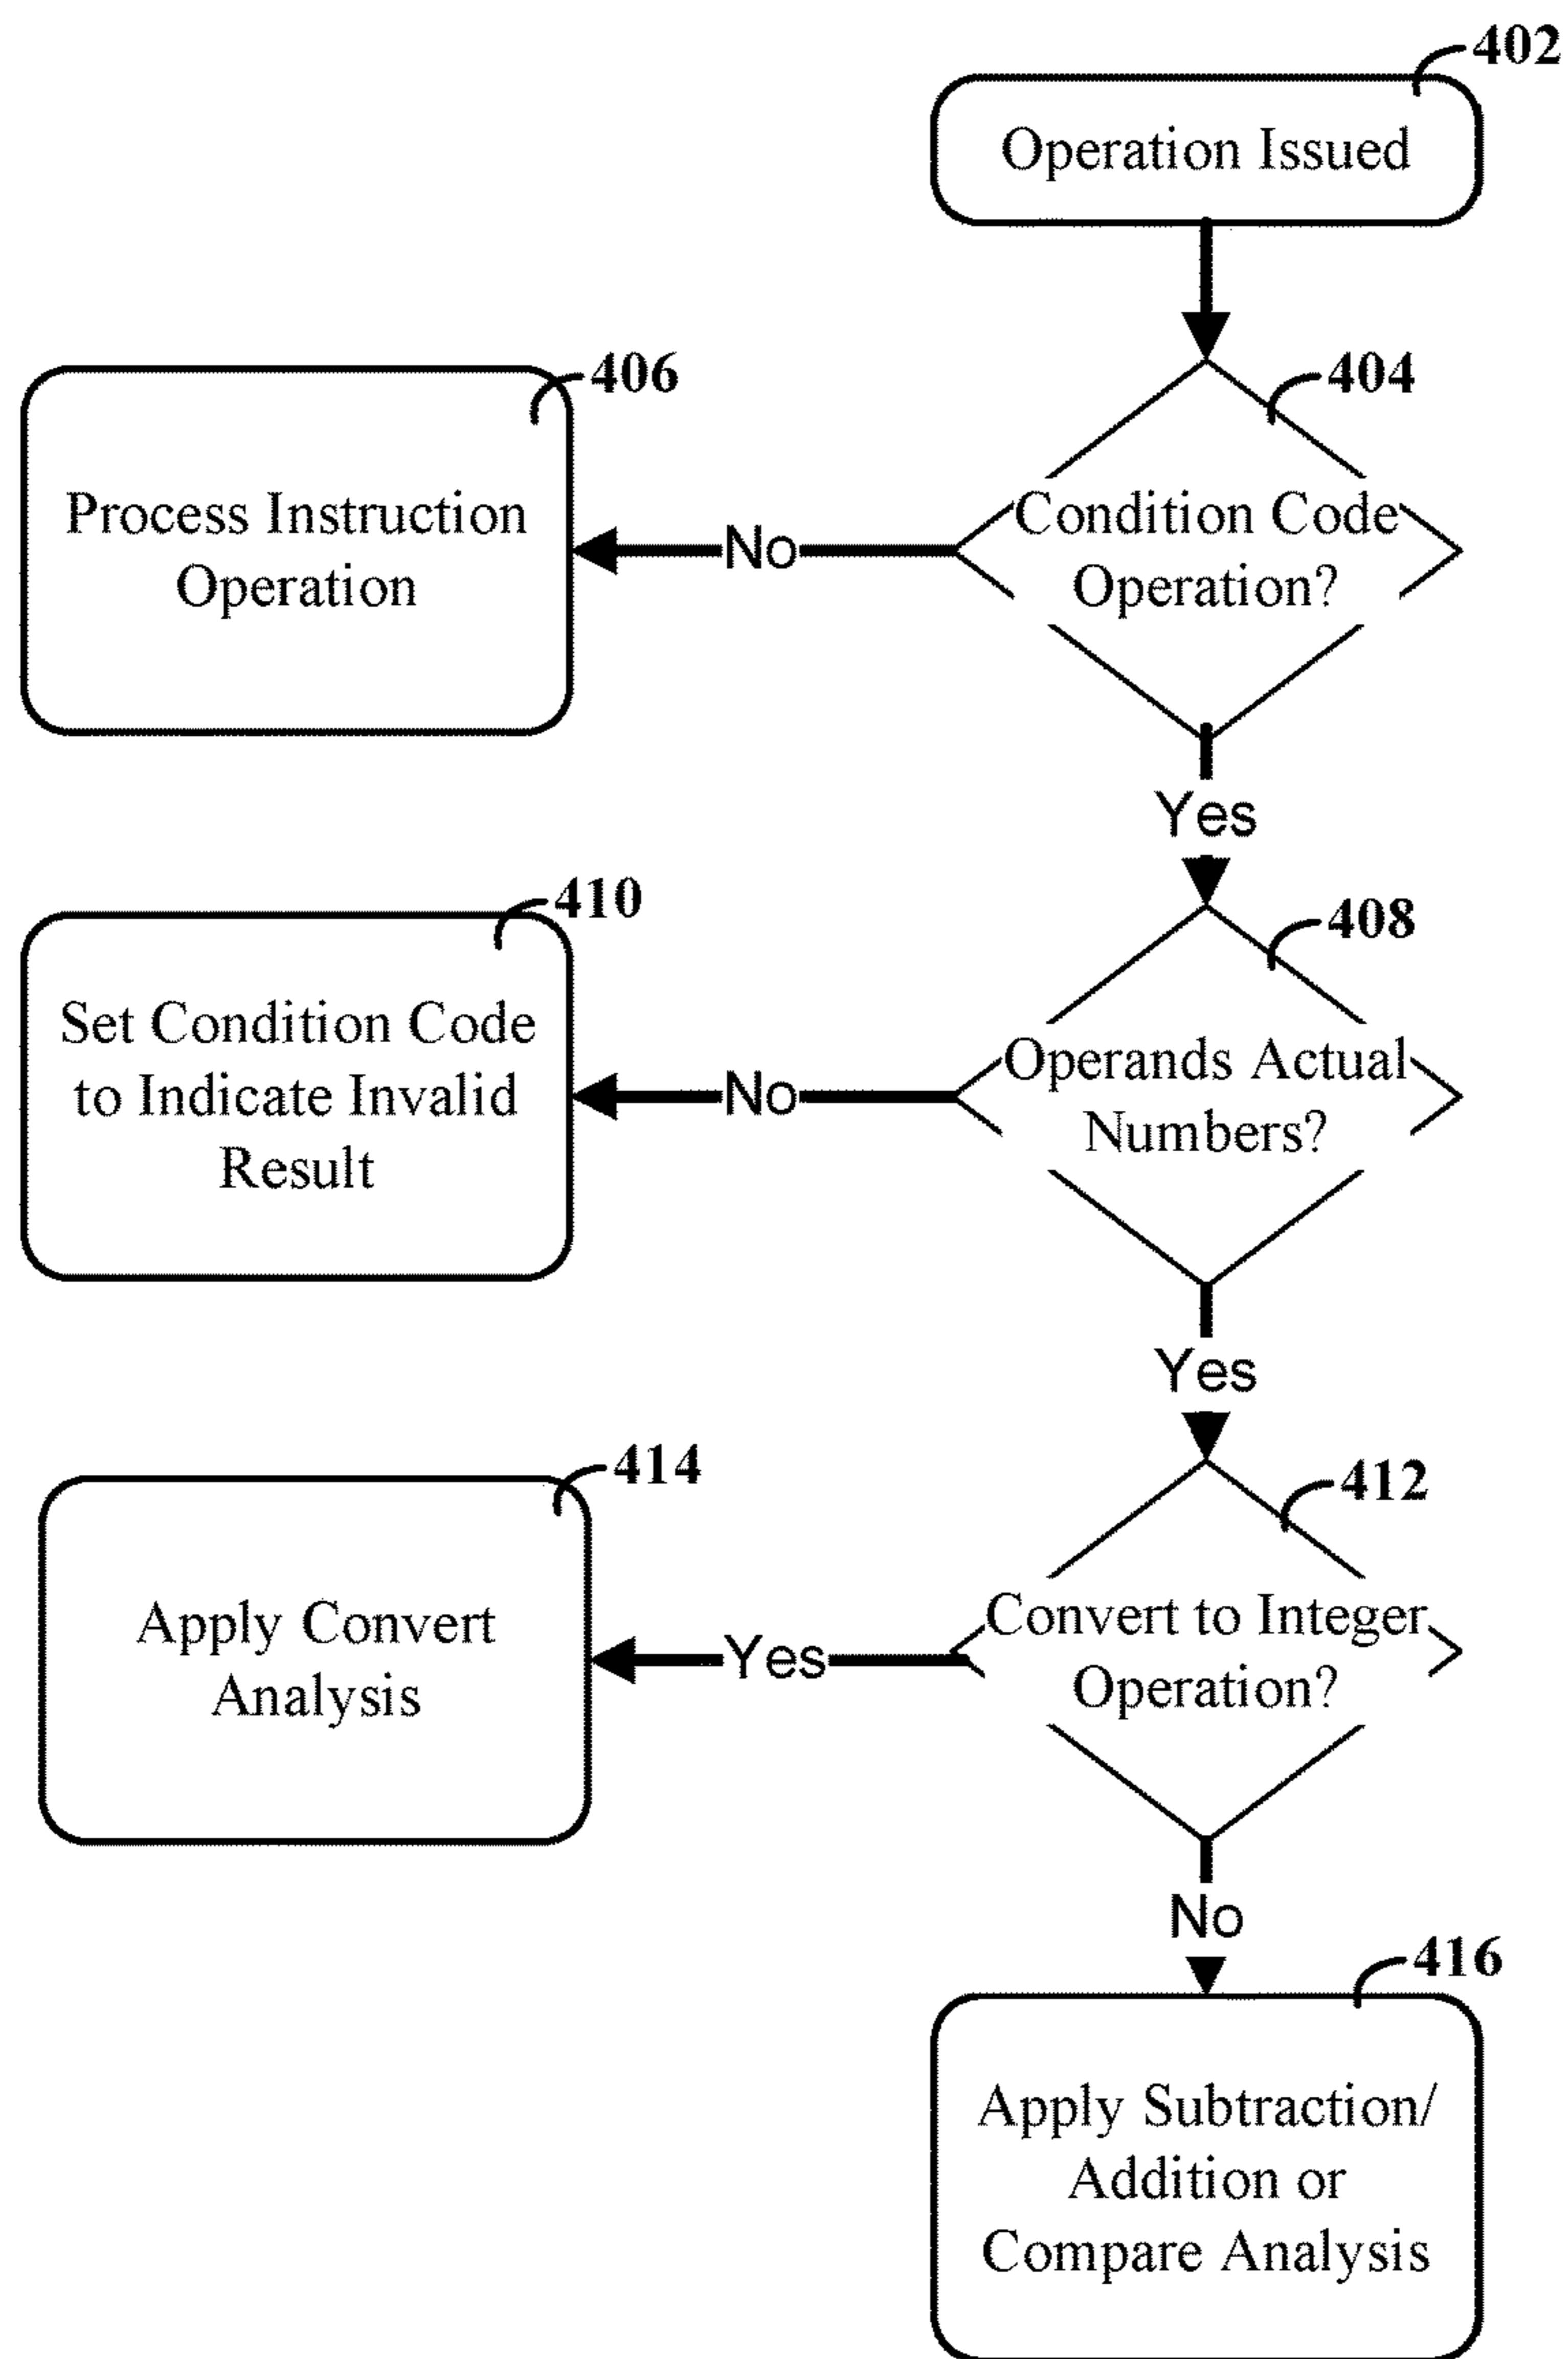 402
Operation Issued
406
404
Process Instruction
Operation
No
Condition Code
Operation?
Yes
410
408
Set Condition Code
to Indicate Invalid
Result
No
Operands Actual
Numbers?
Yes
414
412
Apply Convert
Analysis
Yes
Convert to Integer
Operation?
No
416
Apply Subtraction/
Addition or
Compare Analysis